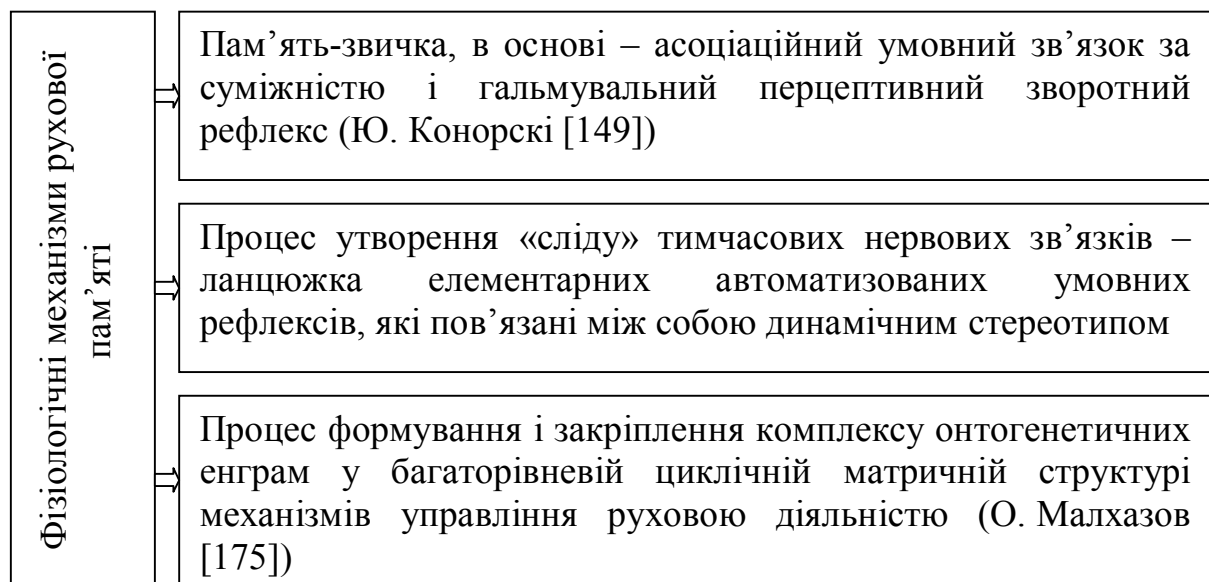 Фізіологічні механізми рухової
пам’яті
Пам’ять-звичка, в основі – асоціаційний умовний зв’язок за
суміжністю і гальмувальний перцептивний зворотний
рефлекс (Ю. Конорскі [149])
Процес утворення «сліду» тимчасових нервових зв’язків –
ланцюжка елементарних автоматизованих умовних
рефлексів, які пов’язані між собою динамічним стереотипом
Процес формування і закріплення комплексу онтогенетичних
енграм у багаторівневій циклічній матричній структурі
механізмів управління руховою діяльністю (О. Малхазов
[175])